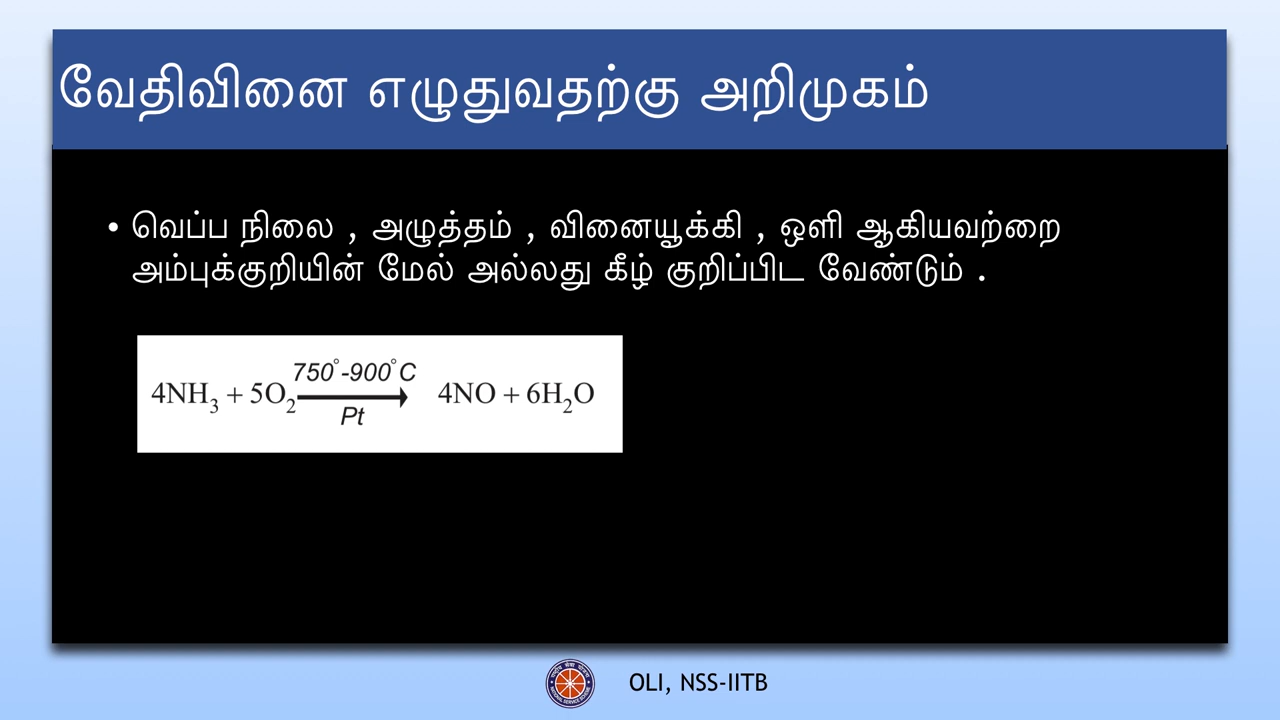 வேதிவினை எழுதுவதற்கு அறிமுகம்
• வெப்ப நிலை , அழுத்தம் , வினையூக்கி , ஒளி ஆகியவற்றை
அம்புக்குறியின் மேல் அல்லது கீழ் குறிப்பிட வேண்டும் .
750°-900°C
4NH₃ + 5O₂ → 4NO + 6H₂O
Pt
OLI, NSS-IITB